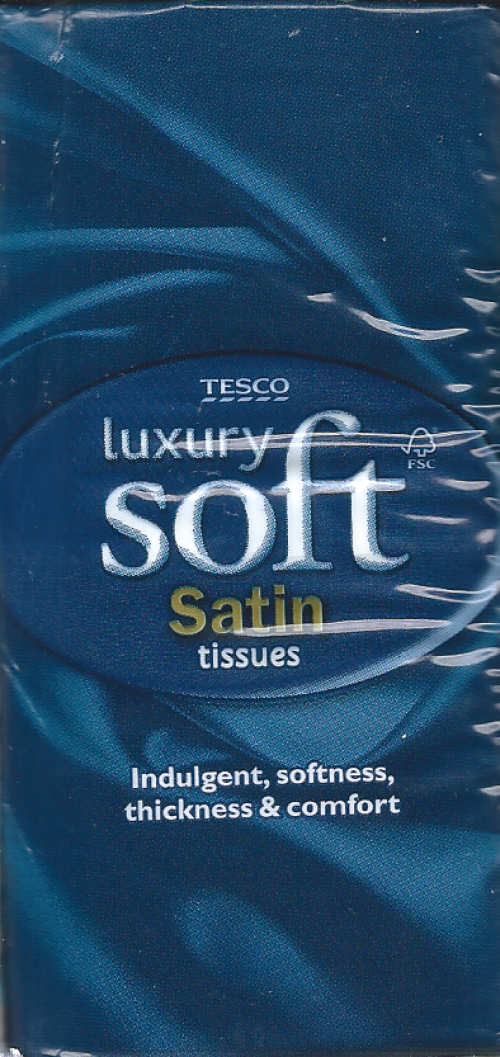 TESCO
luxury
soft
FSC
Satin
tissues
Indulgent, softness,
thickness & comfort